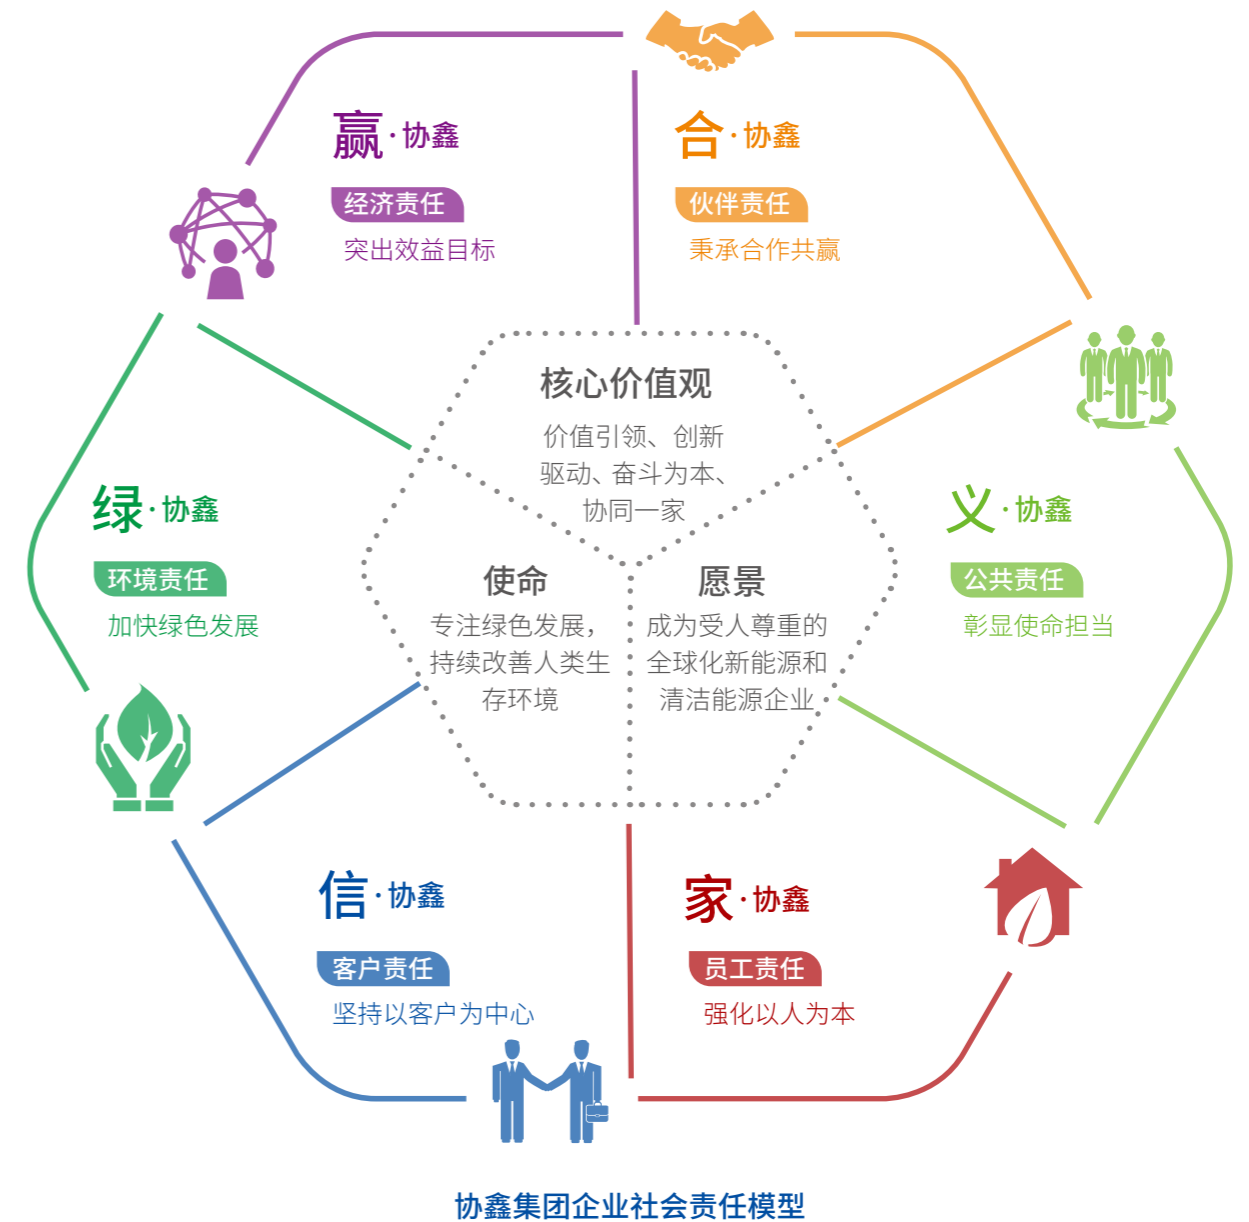 赢·协鑫
经济责任
突出效益目标
合·协鑫
伙伴责任
秉承合作共赢
核心价值观
价值引领、创新
驱动、奋斗为本、
协同一家
绿·协鑫
环境责任
加快绿色发展
义·协鑫
公共责任
彰显使命担当
使命
专注绿色发展，
持续改善人类生
存环境
愿景
成为受人尊重的
全球化新能源和
清洁能源企业
信·协鑫
客户责任
坚持以客户为中心
家·协鑫
员工责任
强化以人为本
协鑫集团企业社会责任模型